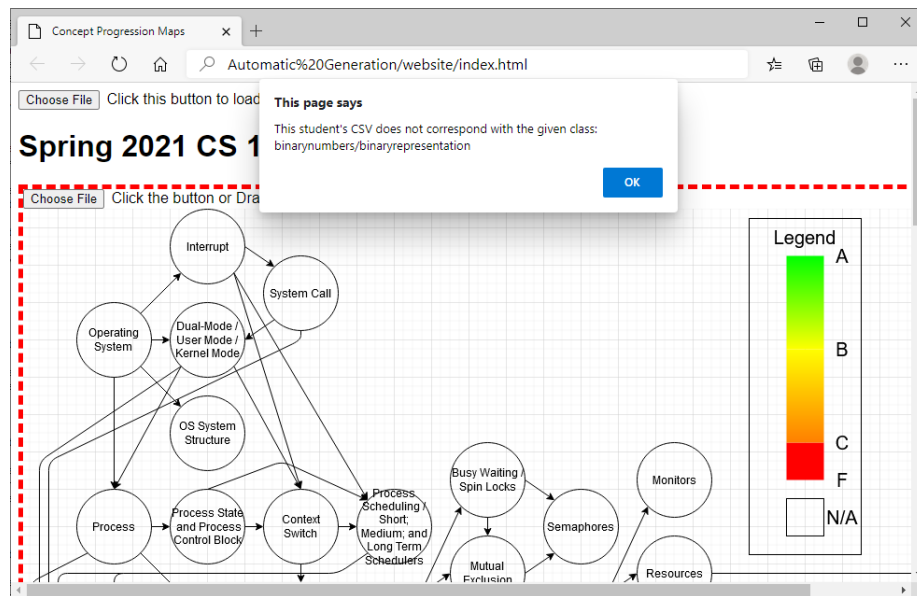 Concept Progression Maps
Automatic%20Generation/website/index.html
Choose File Click this button to load
This page says
This student's CSV does not correspond with the given class:
binarynumbers/binaryrepresentation
OK
Spring 2021 CS 1
Choose File Click the button or Dra
Legend
A
B
C
F
N/A
Interrupt
System Call
Operating
System
Dual-Mode /
User Mode /
Kernel Mode
OS System
Structure
Process
Process State
and Process
Control Block
Context
Switch
Process
Scheduling /
Short;
Medium; and
Long Term
Schedulers
Busy Waiting /
Spin Locks
Mutual
Exclusion
Semaphores
Monitors
Resources